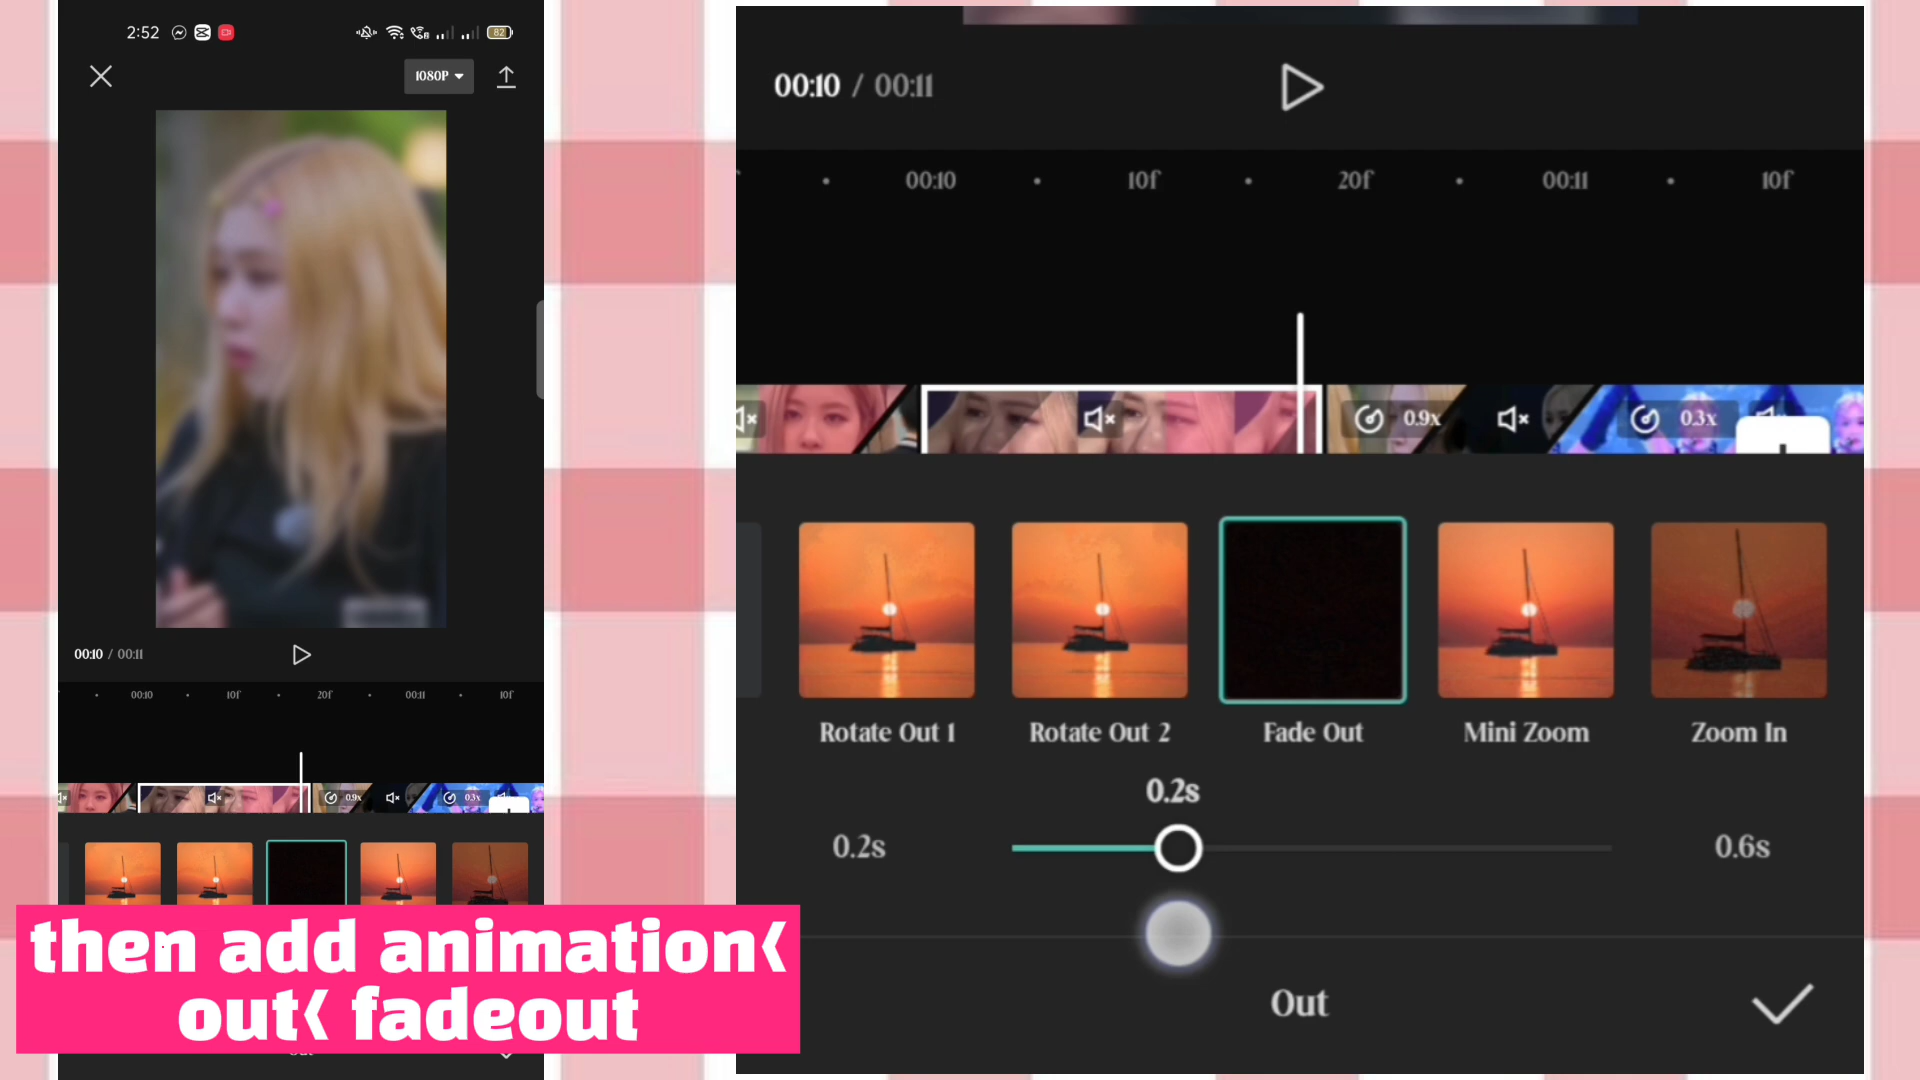 2:52
82
1080P
00:10 / 00:11
00:10 10f 20f 00:11 10f
0.9x 0.3x
then add animation<
out< fadeout
00:10 / 00:11
00:10 10f 20f 00:11 10f
0.9x 0.3x
Rotate Out 1 Rotate Out 2 Fade Out Mini Zoom Zoom In
0.2s
0.2s 0.6s
Out